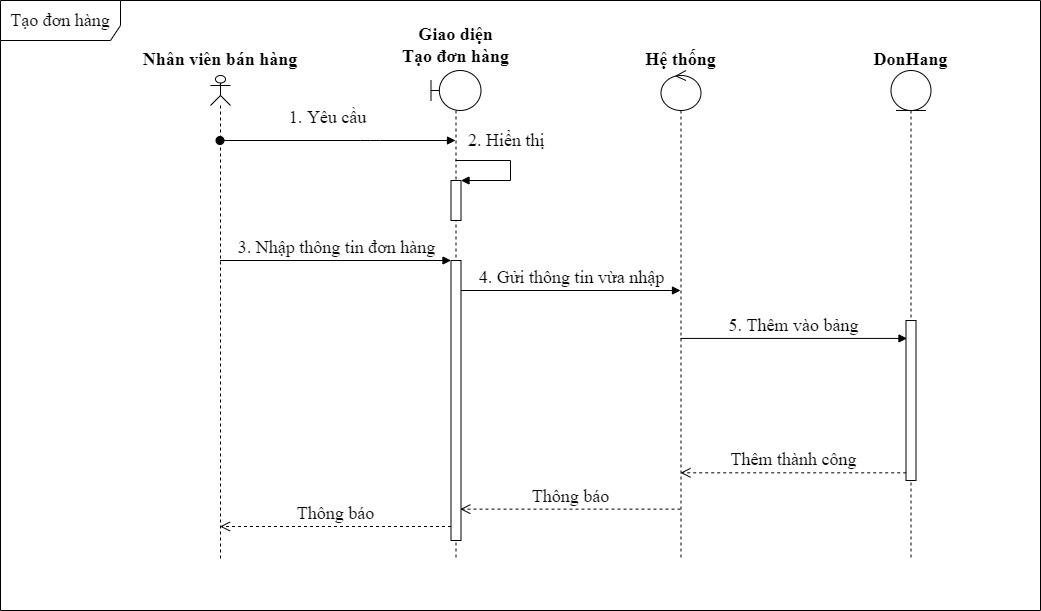 Tạo đơn hàng
Giao diện
Tạo đơn hàng
Nhân viên bán hàng
Hệ thống
DonHang
1. Yêu cầu
2. Hiển thị
3. Nhập thông tin đơn hàng
4. Gửi thông tin vừa nhập
5. Thêm vào bảng
Thêm thành công
Thông báo
Thông báo